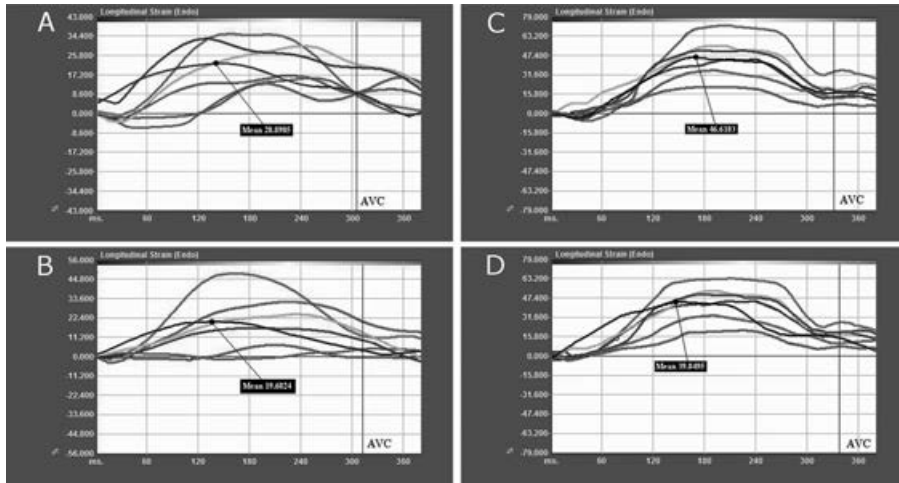 A
Longitudinal Strain (Endo)
43.000
34.400
25.800
17.200
8.600
0.000
-8.600
-17.200
-25.800
-34.400
-43.000
%
Mean 20.8905
AVC
ms. 60 120 180 240 300 360
C
Longitudinal Strain (Endo)
79.000
63.200
47.400
31.600
15.800
0.000
-15.800
-31.600
-47.400
-63.200
-79.000
%
AVC
ms. 60 120 180 240 300 360
B
Longitudinal Strain (Endo)
56.000
44.800
33.600
22.400
11.200
0.000
-11.200
-22.400
-33.600
-44.800
-56.000
%
Mean 19.6824
AVC
ms. 60 120 180 240 300 360
D
Longitudinal Strain (Endo)
79.000
63.200
47.400
31.600
15.800
0.000
-15.800
-31.600
-47.400
-63.200
-79.000
%
Mean 39.8495
AVC
ms. 60 120 180 240 300 360